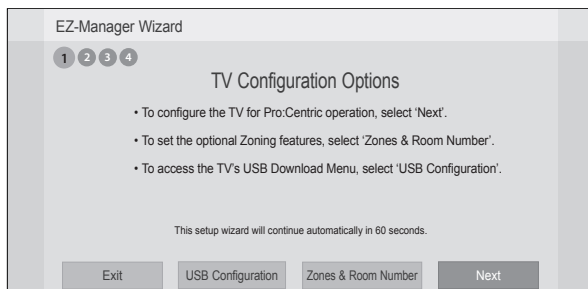 EZ-Manager Wizard
1 2 3 4
TV Configuration Options
• To configure the TV for Pro:Centric operation, select ‘Next’.
• To set the optional Zoning features, select ‘Zones & Room Number’.
• To access the TV’s USB Download Menu, select ‘USB Configuration’.
This setup wizard will continue automatically in 60 seconds.
Exit USB Configuration Zones & Room Number Next